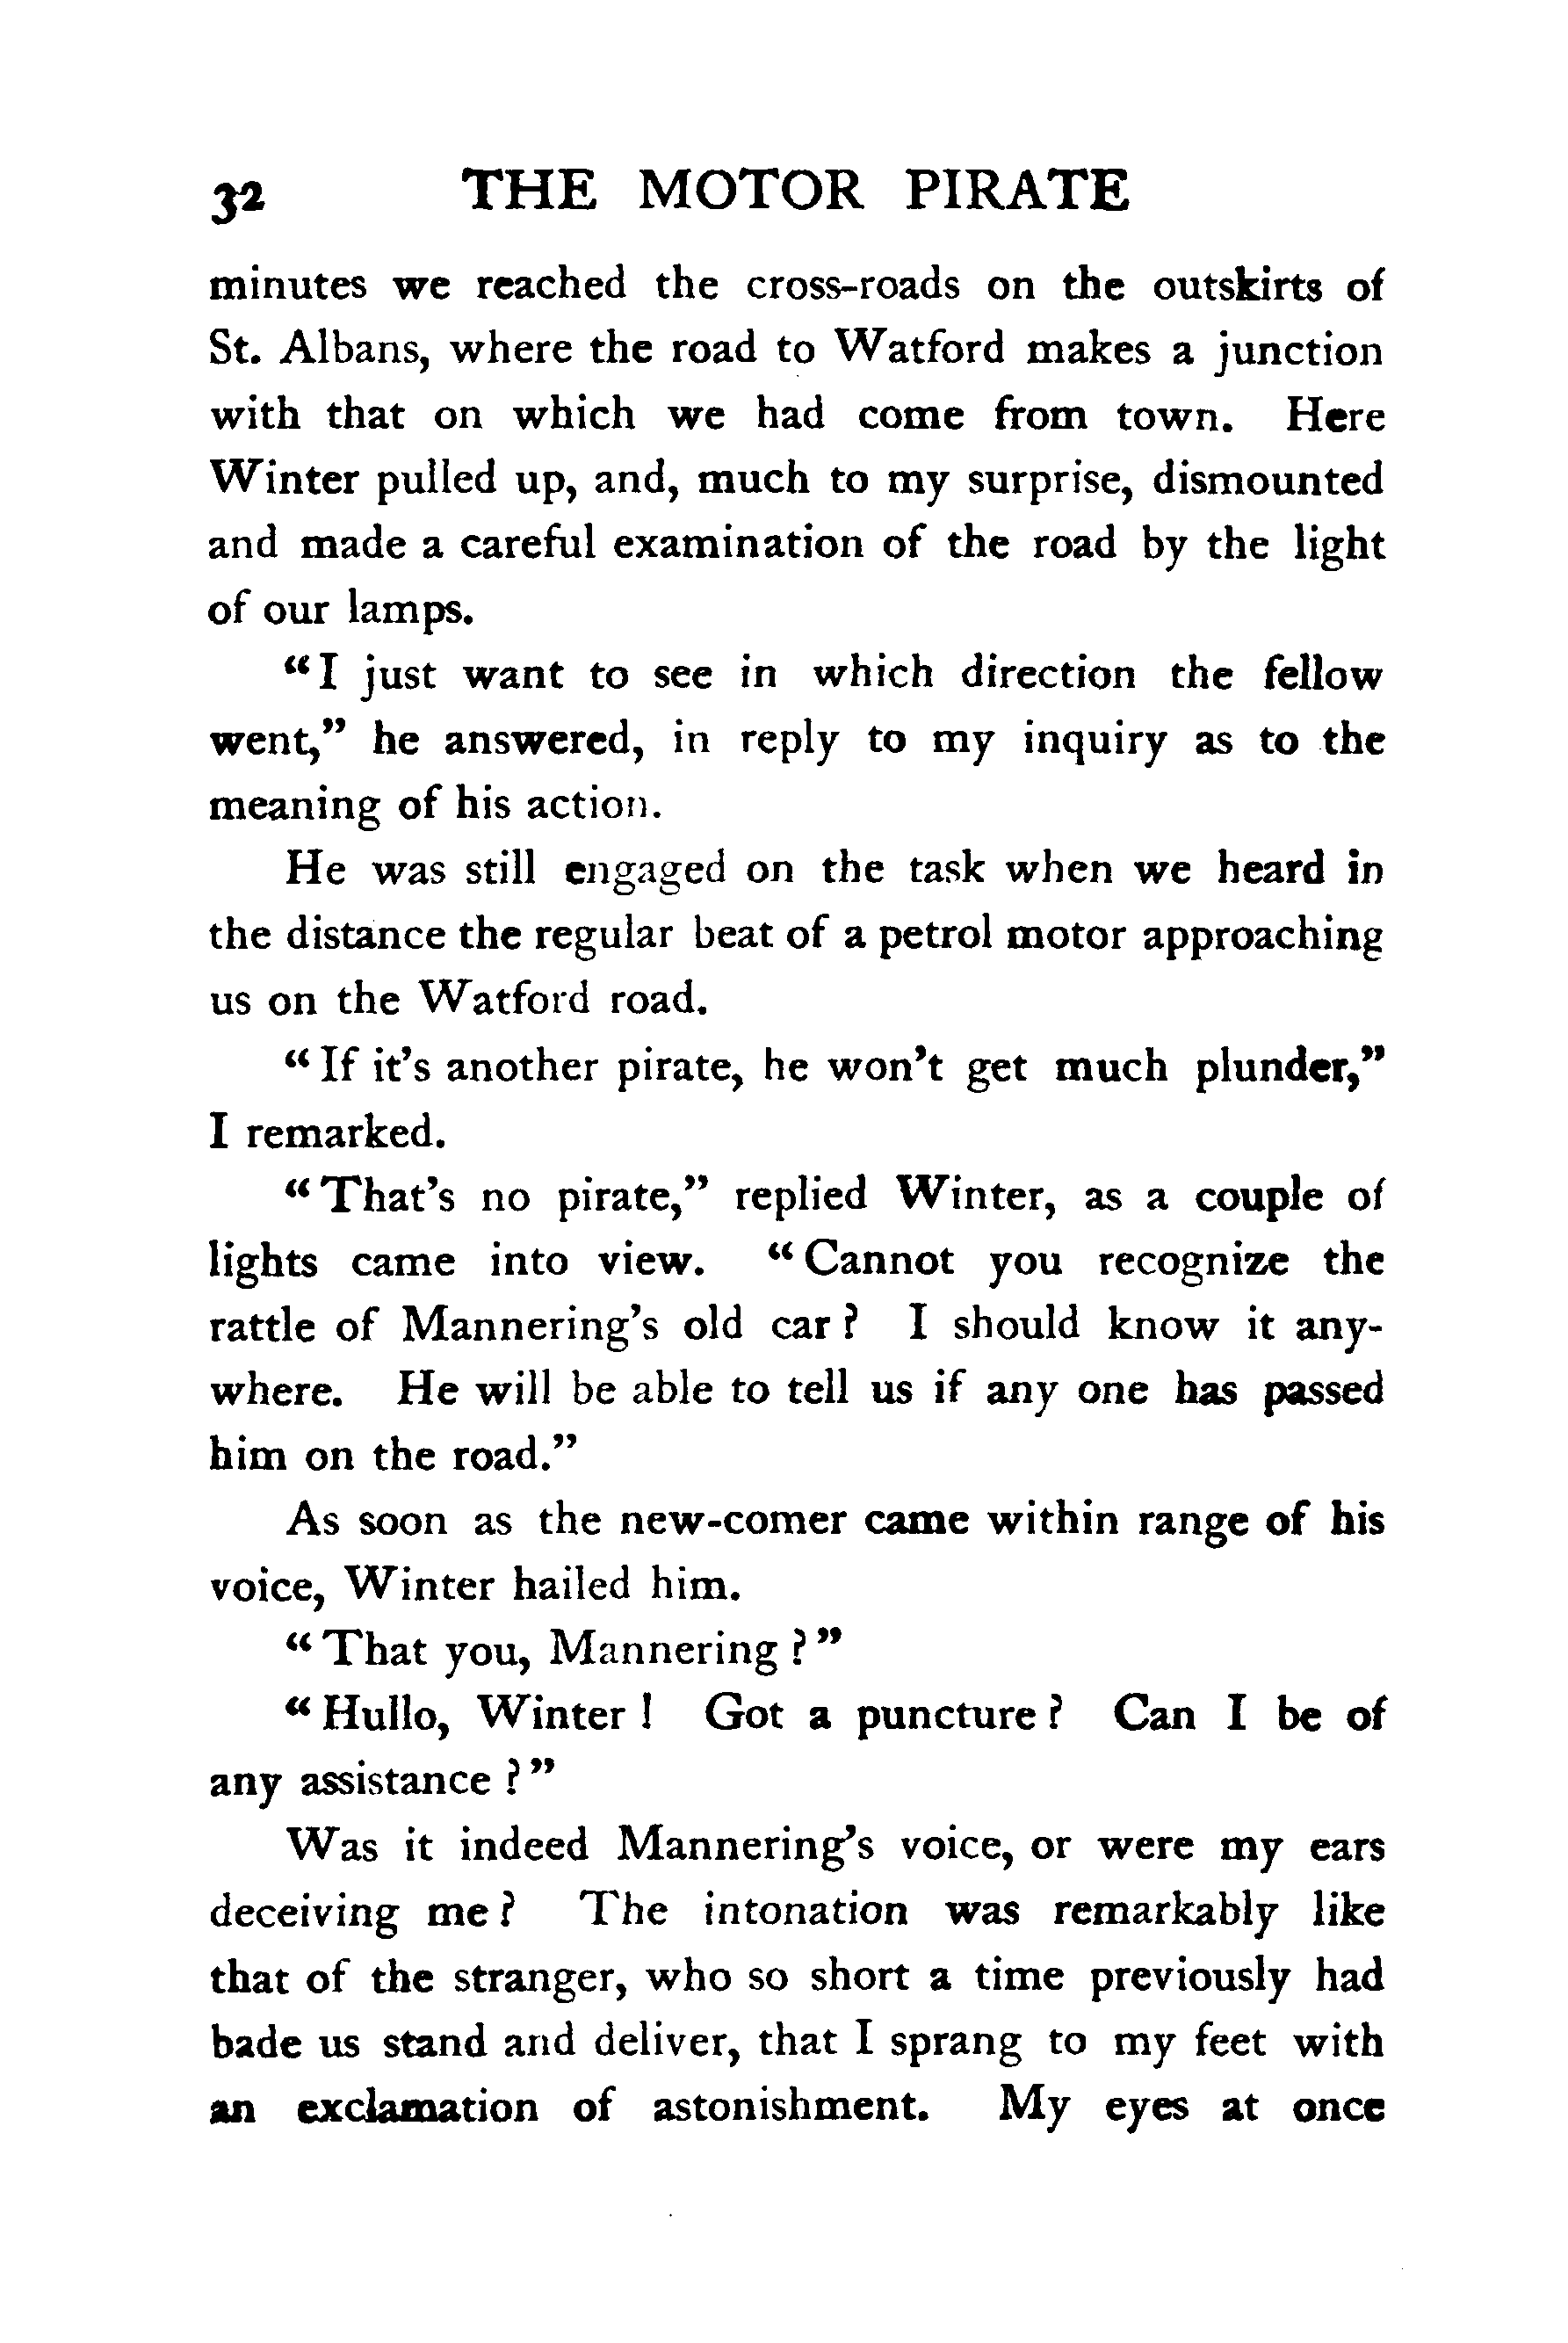 32 THE MOTOR PIRATE
minutes we reached the cross-roads on the outskirts of
St. Albans, where the road to Watford makes a junction
with that on which we had come from town. Here
Winter pulled up, and, much to my surprise, dismounted
and made a careful examination of the road by the light
of our lamps.
“I just want to see in which direction the fellow
went,” he answered, in reply to my inquiry as to the
meaning of his action.
He was still engaged on the task when we heard in
the distance the regular beat of a petrol motor approaching
us on the Watford road.
“If it’s another pirate, he won’t get much plunder,”
I remarked.
“That’s no pirate,” replied Winter, as a couple of
lights came into view. “Cannot you recognize the
rattle of Mannering’s old car? I should know it any-
where. He will be able to tell us if any one has passed
him on the road.”
As soon as the new-comer came within range of his
voice, Winter hailed him.
“That you, Mannering?”
“Hullo, Winter! Got a puncture? Can I be of
any assistance?”
Was it indeed Mannering’s voice, or were my ears
deceiving me? The intonation was remarkably like
that of the stranger, who so short a time previously had
bade us stand and deliver, that I sprang to my feet with
an exclamation of astonishment. My eyes at once